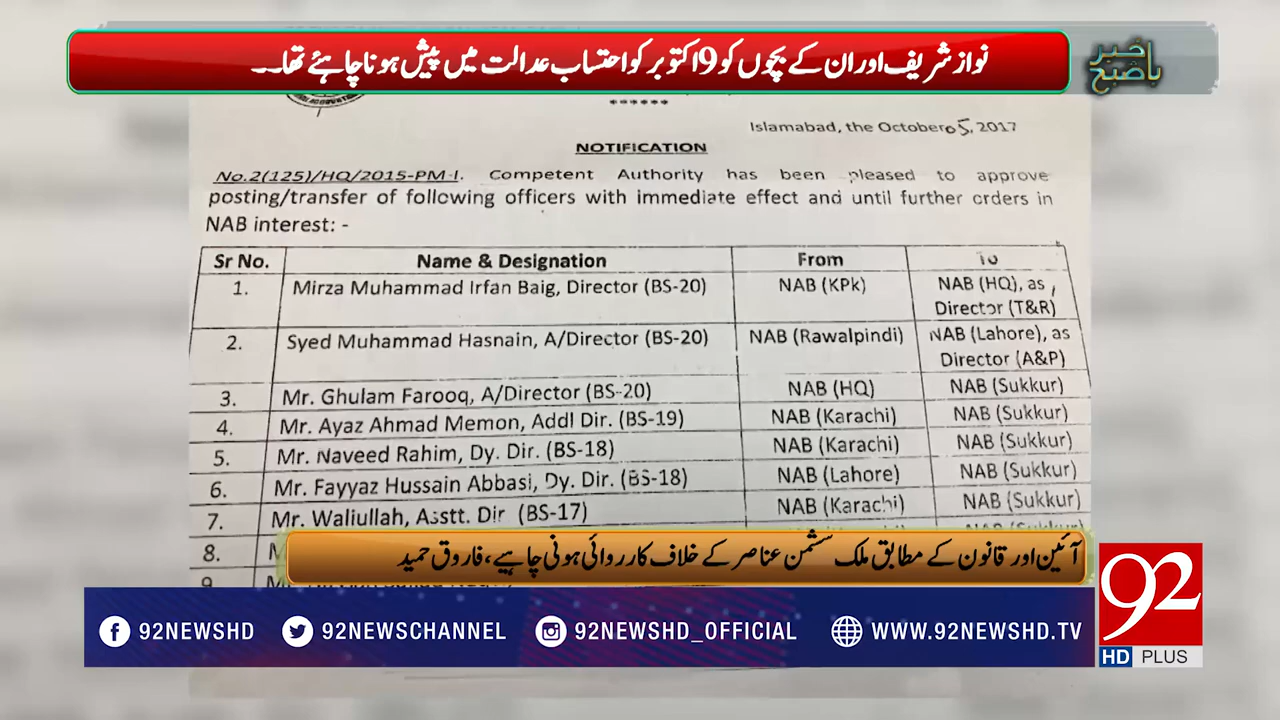 نواز شریف اور ان کے بچوں کو 9 اکتوبر کو احتساب عدالت میں پیش ہونا چاہئے تھا۔۔
باخبر صبح
******
Islamabad, the October 05, 2017
NOTIFICATION
No.2(125)/HQ/2015-PM-I. Competent Authority has been pleased to approve
posting/transfer of following officers with immediate effect and until further orders in
NAB interest: -
Sr No. Name & Designation From To
1. Mirza Muhammad Irfan Baig, Director (BS-20) NAB (KPk) NAB (HQ), as
Director (T&R)
2. Syed Muhammad Hasnain, A/Director (BS-20) NAB (Rawalpindi) NAB (Lahore), as
Director (A&P)
3. Mr. Ghulam Farooq, A/Director (BS-20) NAB (HQ) NAB (Sukkur)
4. Mr. Ayaz Ahmad Memon, Addl Dir. (BS-19) NAB (Karachi) NAB (Sukkur)
5. Mr. Naveed Rahim, Dy. Dir. (BS-18) NAB (Karachi) NAB (Sukkur)
6. Mr. Fayyaz Hussain Abbasi, Dy. Dir. (BS-18) NAB (Lahore) NAB (Sukkur)
7. Mr. Waliullah, Asstt. Dir (BS-17) NAB (Karachi) NAB (Sukkur)
8.
آئین اور قانون کے مطابق ملک دشمن عناصر کے خلاف کارروائی ہونی چاہیے، فاروق حمید
9.
92NEWSHD 92NEWSCHANNEL 92NEWSHD_OFFICIAL WWW.92NEWSHD.TV
92
HD PLUS